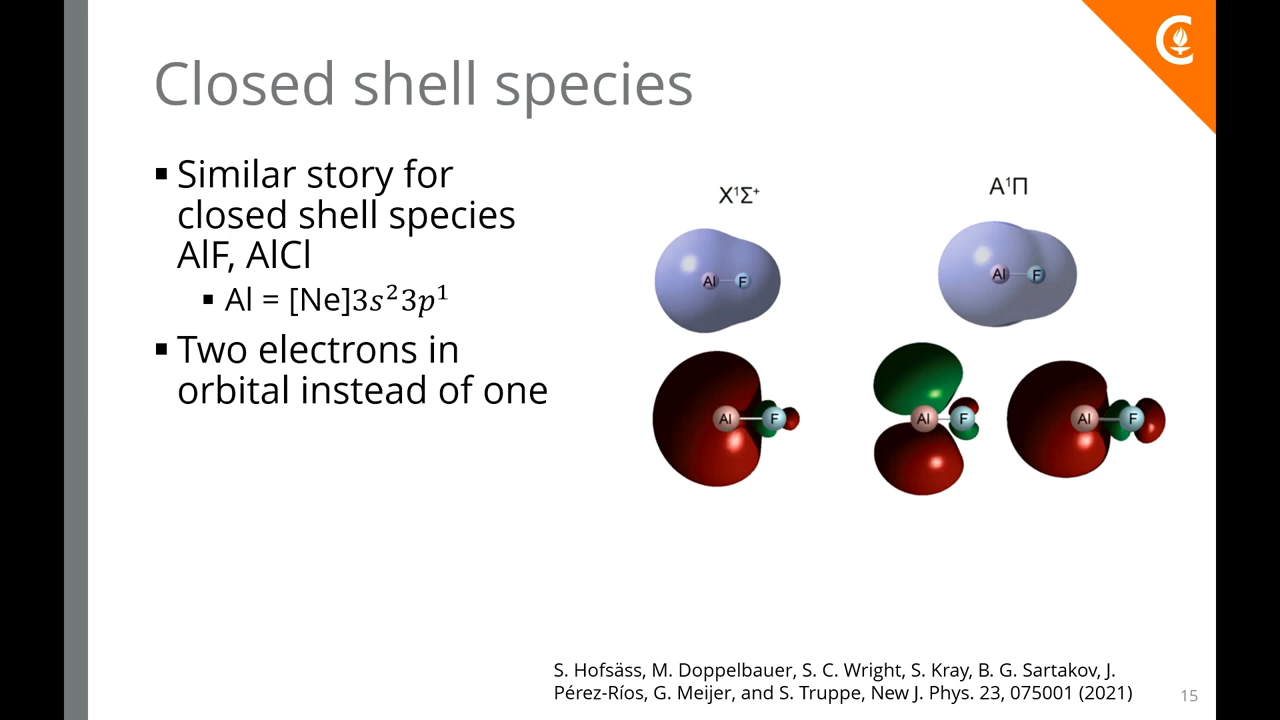 Closed shell species
▪ Similar story for
closed shell species
AlF, AlCl
▪ Al = [Ne]3s²3p¹
▪ Two electrons in
orbital instead of one
X¹Σ⁺
A¹Π
Al F
Al F
Al F
Al F
Al F
S. Hofsäss, M. Doppelbauer, S. C. Wright, S. Kray, B. G. Sartakov, J.
Pérez-Ríos, G. Meijer, and S. Truppe, New J. Phys. 23, 075001 (2021)
15